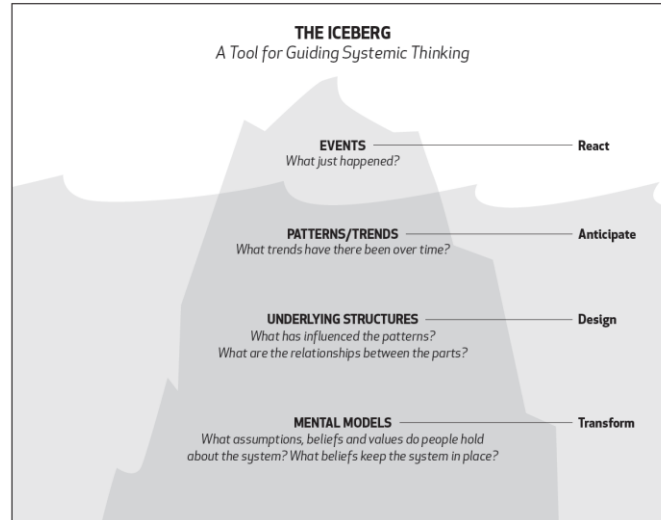 THE ICEBERG
A Tool for Guiding Systemic Thinking
EVENTS
React
What just happened?
PATTERNS/TRENDS
Anticipate
What trends have there been over time?
UNDERLYING STRUCTURES
Design
What has influenced the patterns?
What are the relationships between the parts?
MENTAL MODELS
Transform
What assumptions, beliefs and values do people hold
about the system? What beliefs keep the system in place?